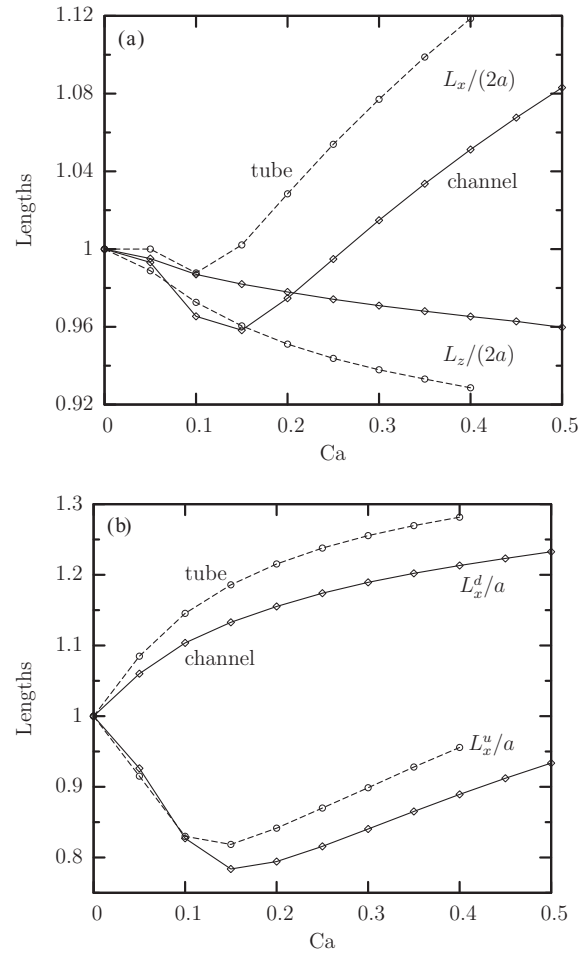 (a)
1.12
1.08
1.04
1
0.96
0.92
Lengths
L_x/(2a)
tube
channel
L_z/(2a)
0
0.1
0.2
0.3
0.4
0.5
Ca
(b)
1.3
1.2
1.1
1
0.9
0.8
Lengths
tube
L_x^d/a
channel
L_x^u/a
0
0.1
0.2
0.3
0.4
0.5
Ca